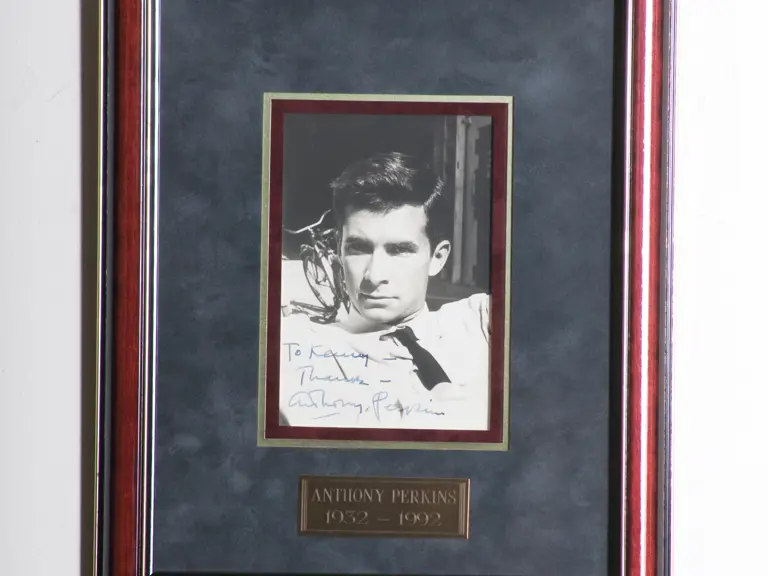 To Kenny —
Thanks —
Anthony Perkins
ANTHONY PERKINS
1932 – 1992